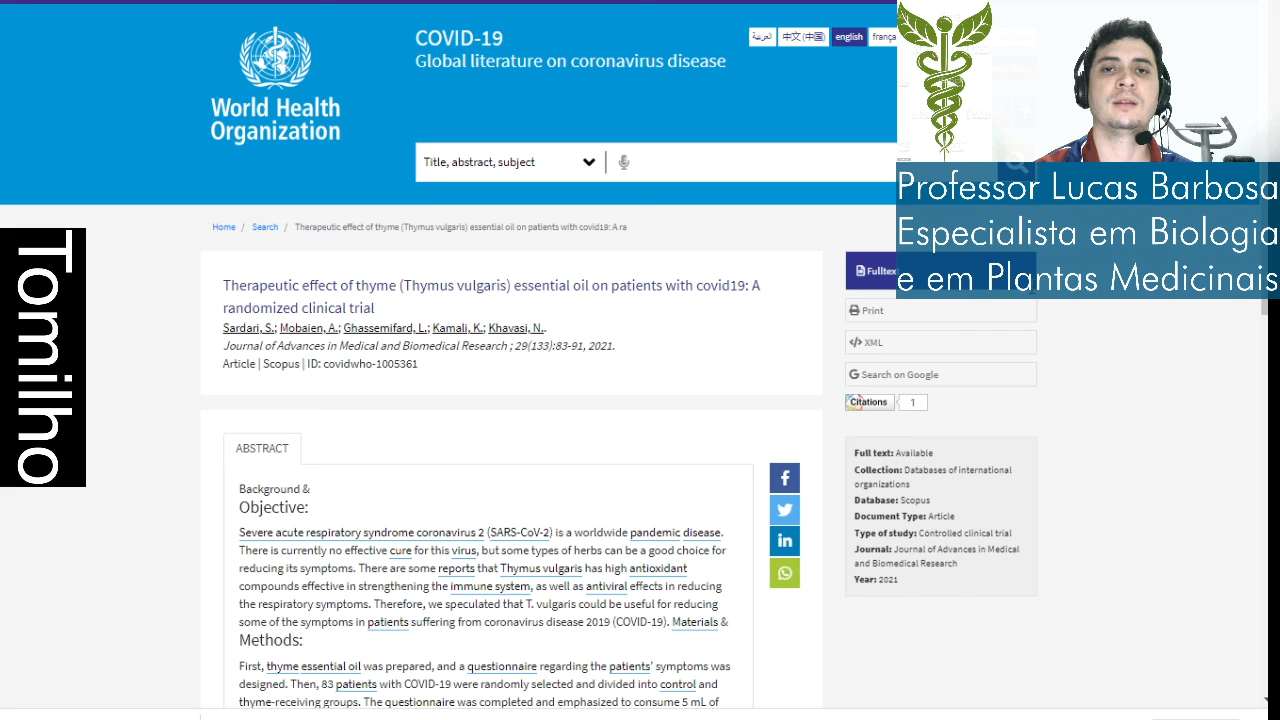 COVID-19
Global literature on coronavirus disease
العربية
中文 (中国)
english
frança
World Health
Organization
Title, abstract, subject
Professor Lucas Barbosa
Especialista em Biologia
e em Plantas Medicinais
Tomilho
Home / Search / Therapeutic effect of thyme (Thymus vulgaris) essential oil on patients with covid19: A ra
Therapeutic effect of thyme (Thymus vulgaris) essential oil on patients with covid19: A
randomized clinical trial
Sardari, S.; Mobaien, A.; Ghassemifard, L.; Kamali, K.; Khavasi, N..
Journal of Advances in Medical and Biomedical Research ; 29(133):83-91, 2021.
Article | Scopus | ID: covidwho-1005361
Fulltex
Print
XML
Search on Google
Citations 1
ABSTRACT
Background &
Objective:
Severe acute respiratory syndrome coronavirus 2 (SARS-CoV-2) is a worldwide pandemic disease.
There is currently no effective cure for this virus, but some types of herbs can be a good choice for
reducing its symptoms. There are some reports that Thymus vulgaris has high antioxidant
compounds effective in strengthening the immune system, as well as antiviral effects in reducing
the respiratory symptoms. Therefore, we speculated that T. vulgaris could be useful for reducing
some of the symptoms in patients suffering from coronavirus disease 2019 (COVID-19). Materials &
Methods:
First, thyme essential oil was prepared, and a questionnaire regarding the patients' symptoms was
designed. Then, 83 patients with COVID-19 were randomly selected and divided into control and
thyme-receiving groups. The questionnaire was completed and emphasized to consume 5 mL of
Full text: Available
Collection: Databases of international
organizations
Database: Scopus
Document Type: Article
Type of study: Controlled clinical trial
Journal: Journal of Advances in Medical
and Biomedical Research
Year: 2021